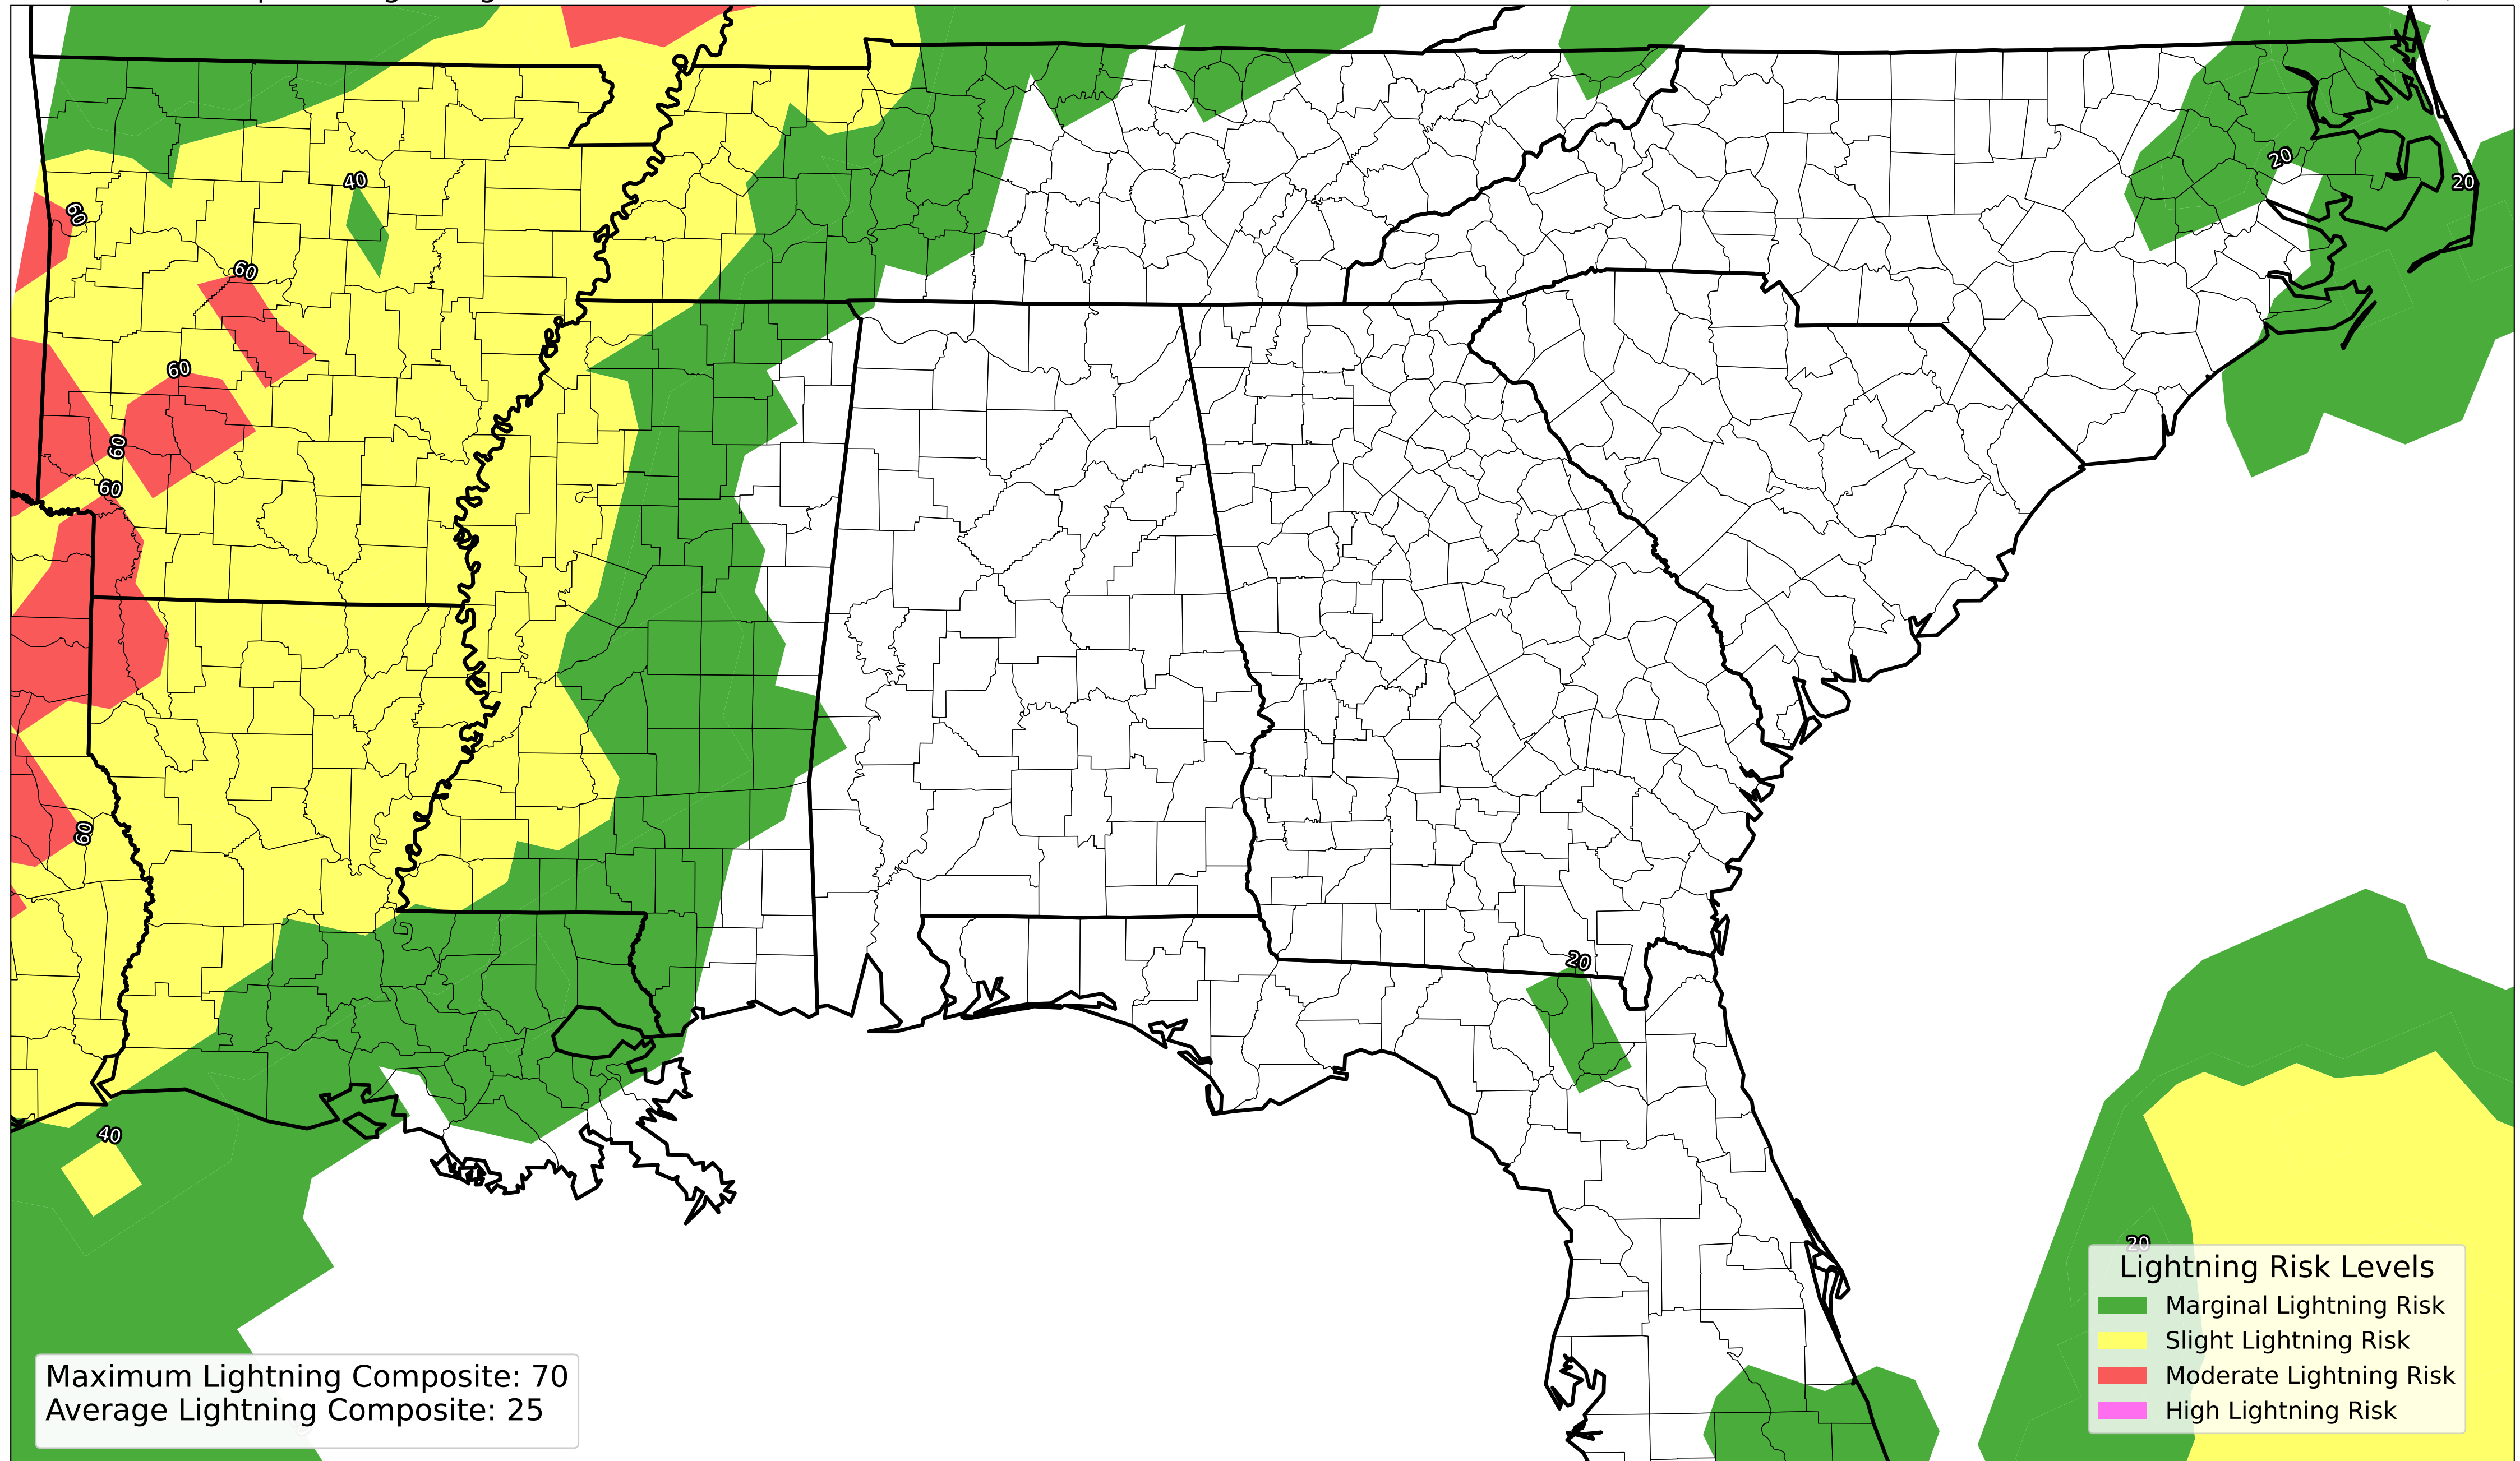 20
20
40
60
60
60
60
60
20
60
40
20
Lightning Risk Levels
Marginal Lightning Risk
Slight Lightning Risk
Moderate Lightning Risk
High Lightning Risk
Maximum Lightning Composite: 70
Average Lightning Composite: 25